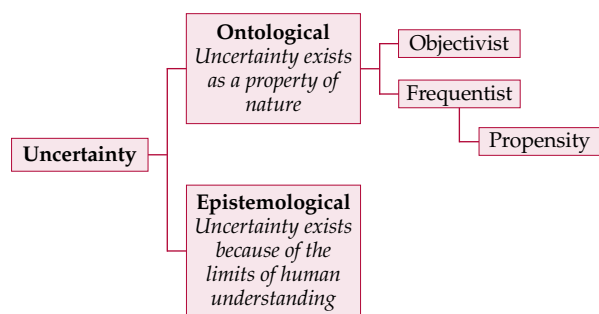 Ontological
Uncertainty exists
as a property of
nature
Objectivist
Frequentist
Propensity
Uncertainty
Epistemological
Uncertainty exists
because of the
limits of human
understanding